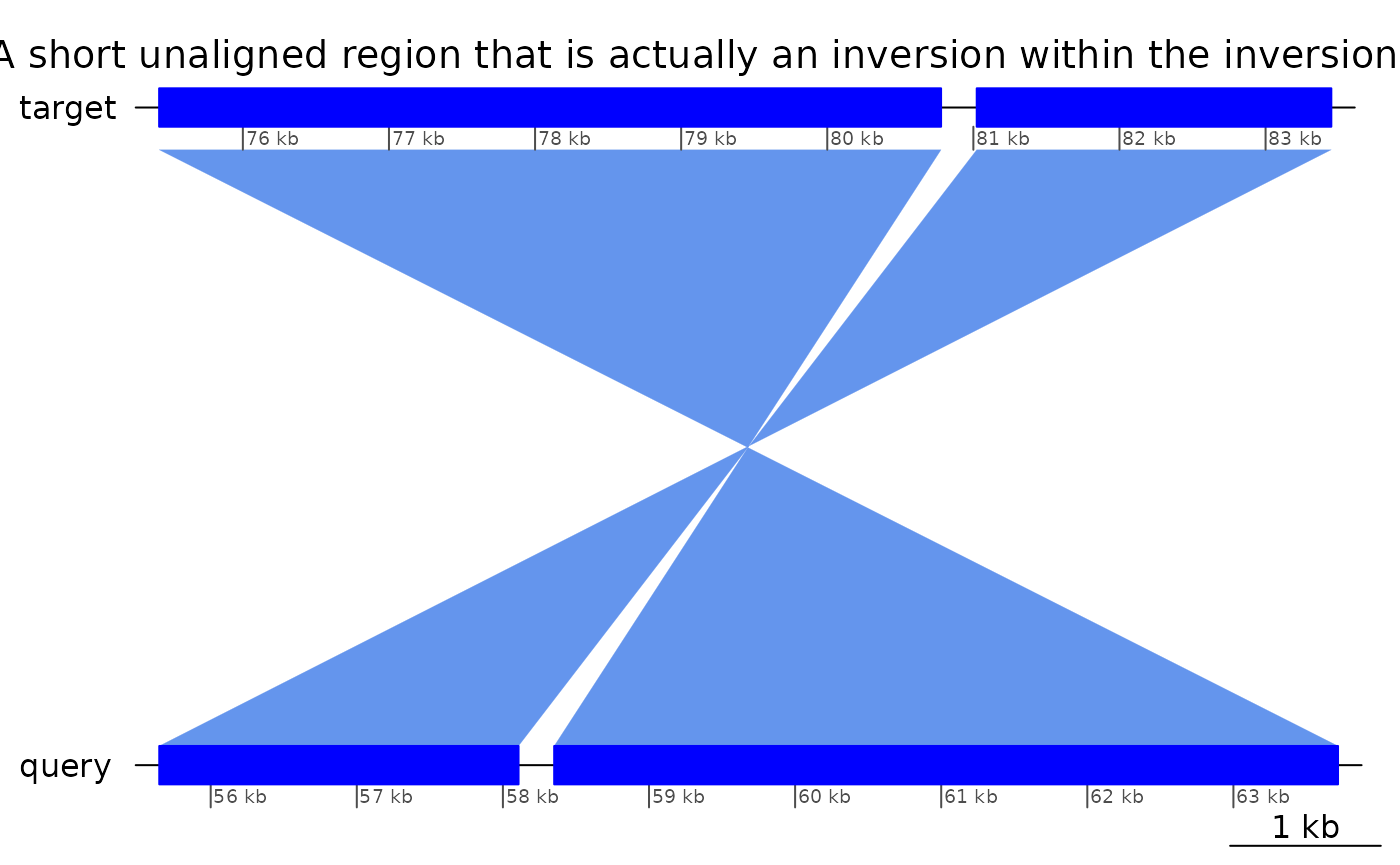 A short unaligned region that is actually an inversion within the inversion
target
76 kb 77 kb 78 kb 79 kb 80 kb 81 kb 82 kb 83 kb
query
56 kb 57 kb 58 kb 59 kb 60 kb 61 kb 62 kb 63 kb
1 kb